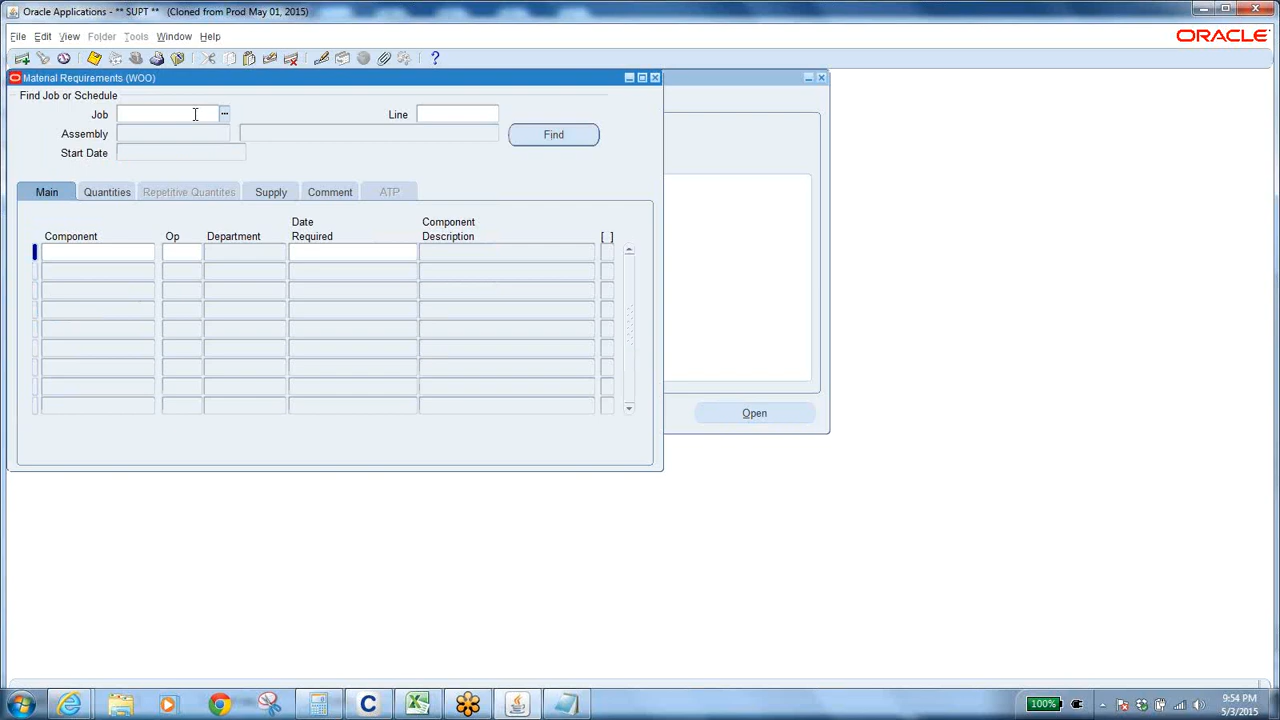 Oracle Applications - ** SUPT **   (Cloned from Prod May 01, 2015)
File Edit View Folder Tools Window Help
ORACLE
Material Requirements (WOO)
Find Job or Schedule
Job
Line
Assembly
Find
Start Date
Main Quantities Repetitive Quantites Supply Comment ATP
Date
Component
Component Op Department Required Description [ ]
Open
100%
9:54 PM
5/3/2015